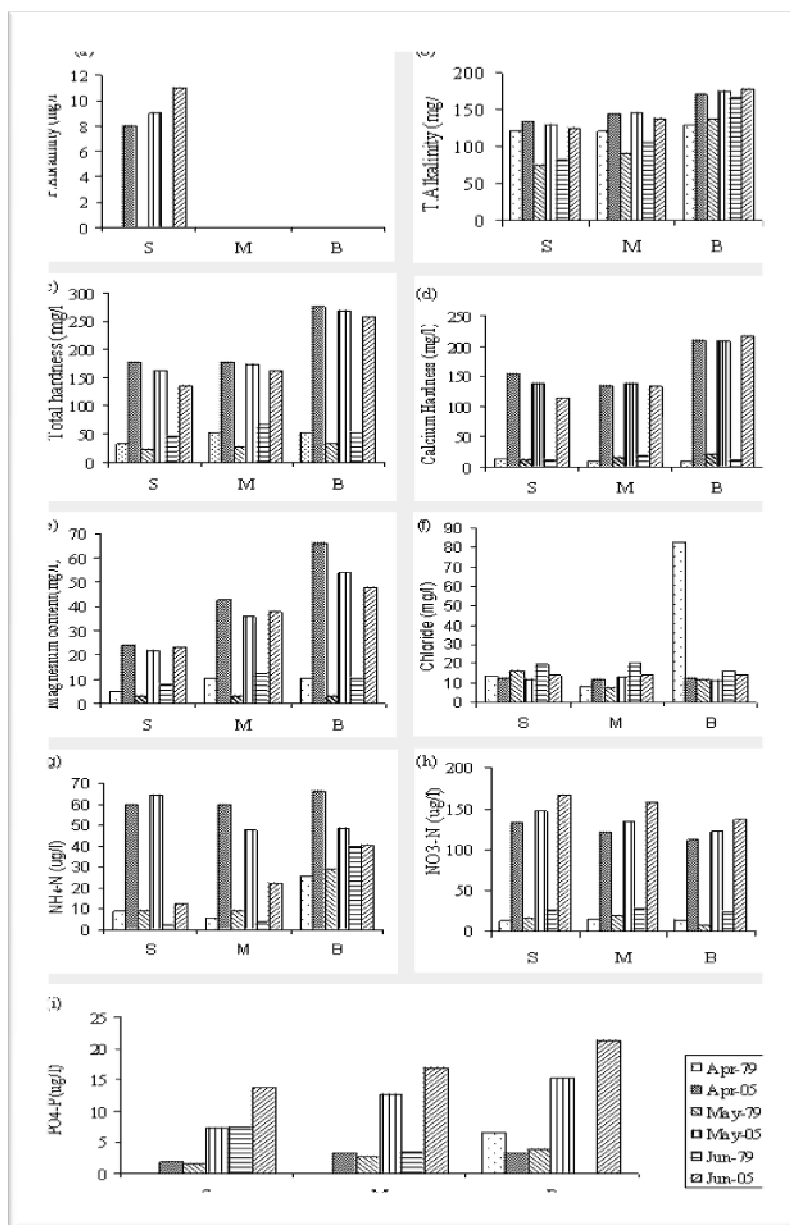 12
10
8
6
4
2
0
S M B
T.Alkalinity (mg/
200
150
100
50
0
S M B
Total hardness (mg/l
300
250
200
150
100
50
0
S M B
(d)
Calcium Hardness (mg/l)
250
200
150
100
50
0
S M B
Magnesium content(mg/l,
70
60
50
40
30
20
10
0
S M B
(f)
Chloride (mg/l)
90
80
70
60
50
40
30
20
10
0
S M B
NH4-N (ug/l)
70
60
50
40
30
20
10
0
S M B
(h)
NO3-N (ug/l)
200
150
100
50
0
S M B
(i)
PO4-P(ug/l)
25
20
15
10
5
0
Apr-79
Apr-05
May-79
May-05
Jun-79
Jun-05